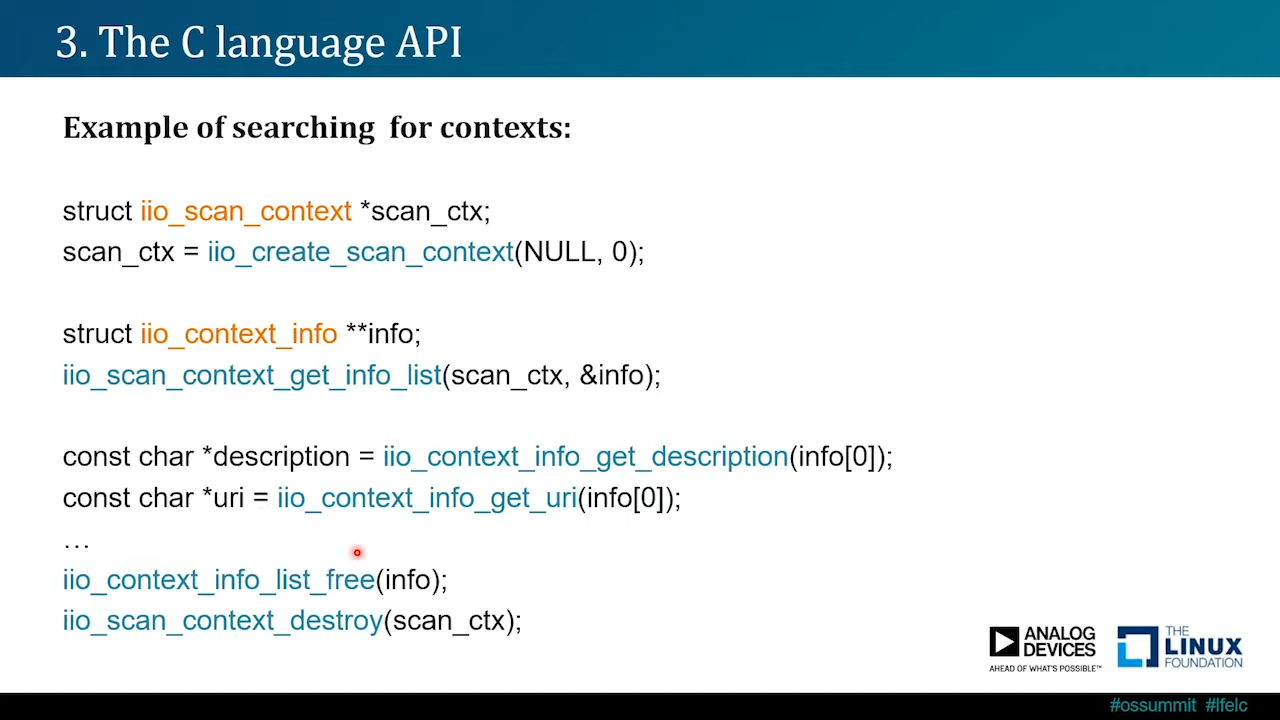 3. The C language API
Example of searching  for contexts:
struct iio_scan_context *scan_ctx;
scan_ctx = iio_create_scan_context(NULL, 0);
struct iio_context_info **info;
iio_scan_context_get_info_list(scan_ctx, &info);
const char *description = iio_context_info_get_description(info[0]);
const char *uri = iio_context_info_get_uri(info[0]);
…
iio_context_info_list_free(info);
iio_scan_context_destroy(scan_ctx);
ANALOG
DEVICES
AHEAD OF WHAT'S POSSIBLE™
THE
LINUX
FOUNDATION
#ossummit #lfelc